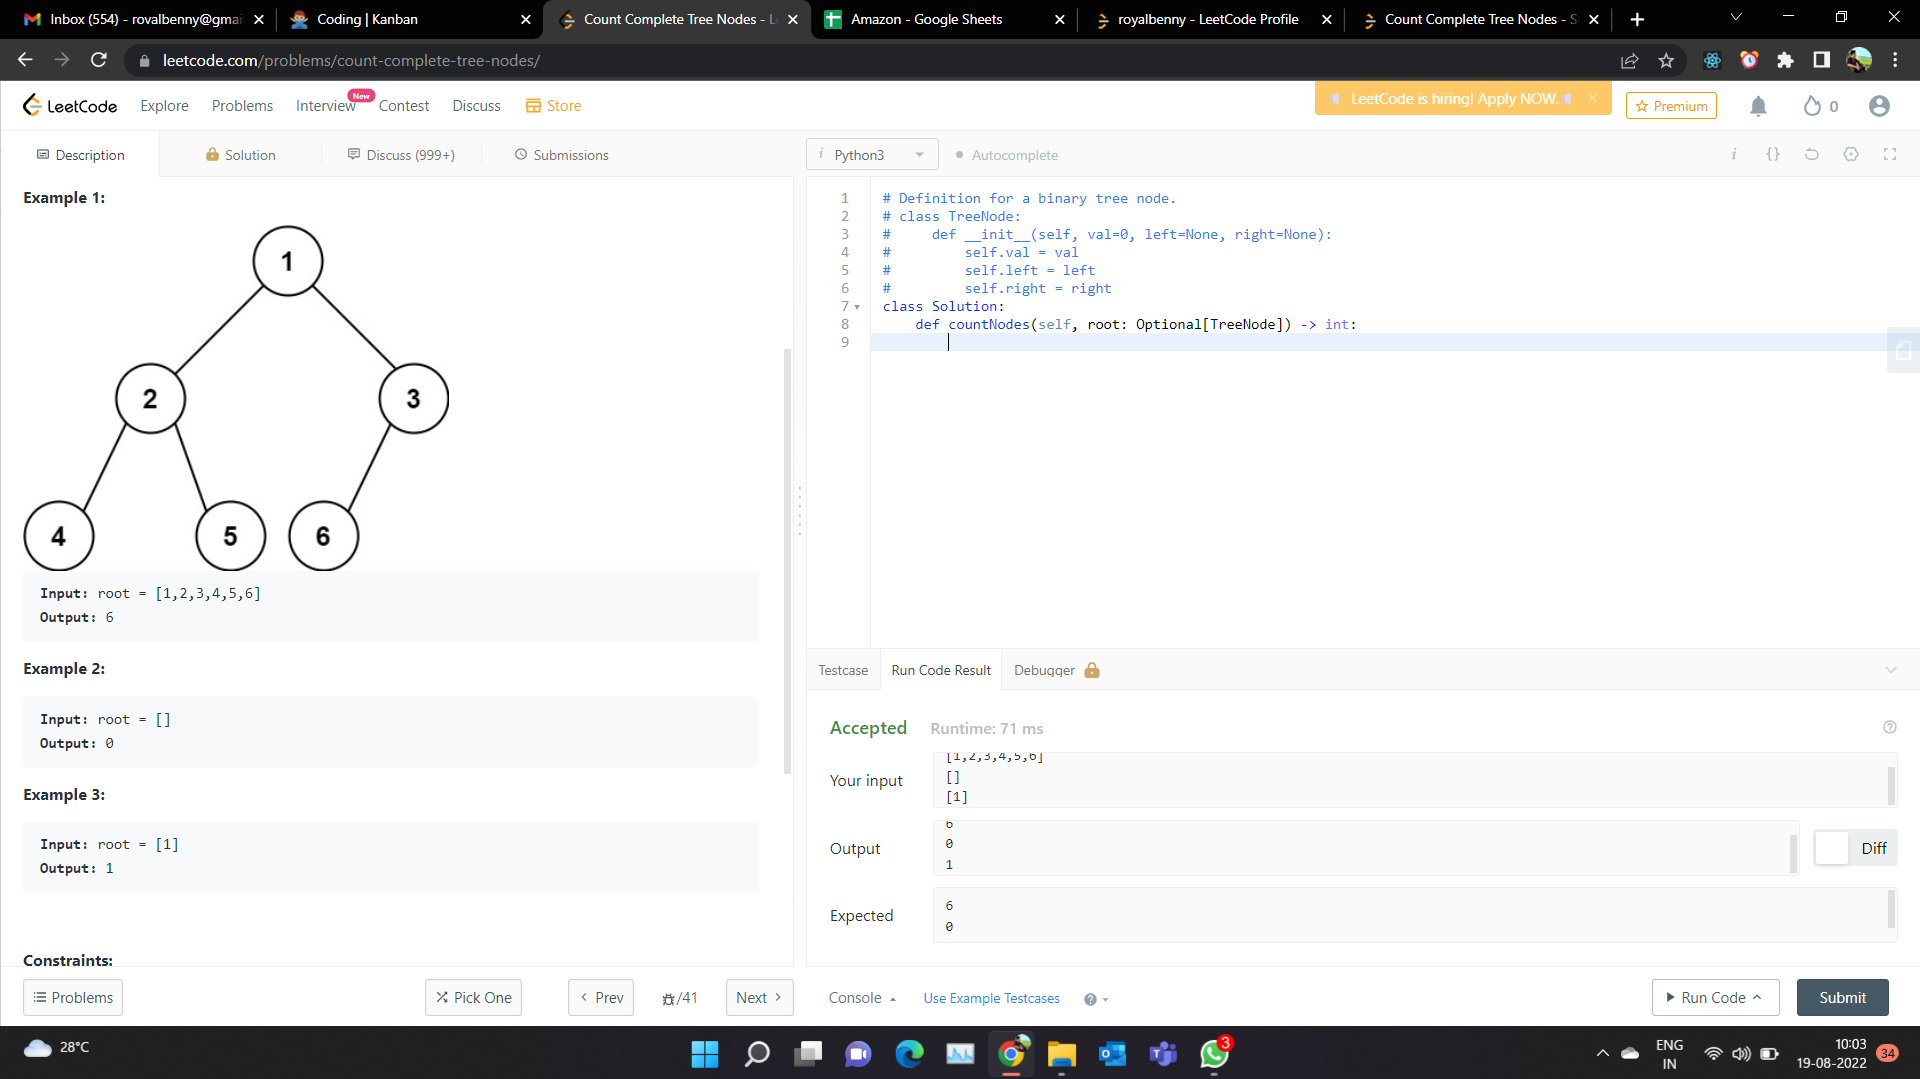 Inbox (554) - rovalbenny@gmai
Coding | Kanban
Count Complete Tree Nodes - L
Amazon - Google Sheets
royalbenny - LeetCode Profile
Count Complete Tree Nodes - S
leetcode.com/problems/count-complete-tree-nodes/
LeetCode
Explore
Problems
Interview
New
Contest
Discuss
Store
LeetCode is hiring! Apply NOW.
Premium
0
Description
Solution
Discuss (999+)
Submissions
i Python3
Autocomplete
i {}
Example 1:
1
2
3
4
5
6
Input: root = [1,2,3,4,5,6]
Output: 6
Example 2:
Input: root = []
Output: 0
Example 3:
Input: root = [1]
Output: 1
Constraints:
1 # Definition for a binary tree node.
2 # class TreeNode:
3 #     def __init__(self, val=0, left=None, right=None):
4 #         self.val = val
5 #         self.left = left
6 #         self.right = right
7 class Solution:
8     def countNodes(self, root: Optional[TreeNode]) -> int:
9
Testcase
Run Code Result
Debugger
Accepted
Runtime: 71 ms
Your input
[1,2,3,4,5,6]
[]
[1]
Output
6
0
1
Diff
Expected
6
0
Problems
Pick One
Prev
/41
Next
Console
Use Example Testcases
Run Code
Submit
28°C
3
ENG
IN
10:03
19-08-2022
34